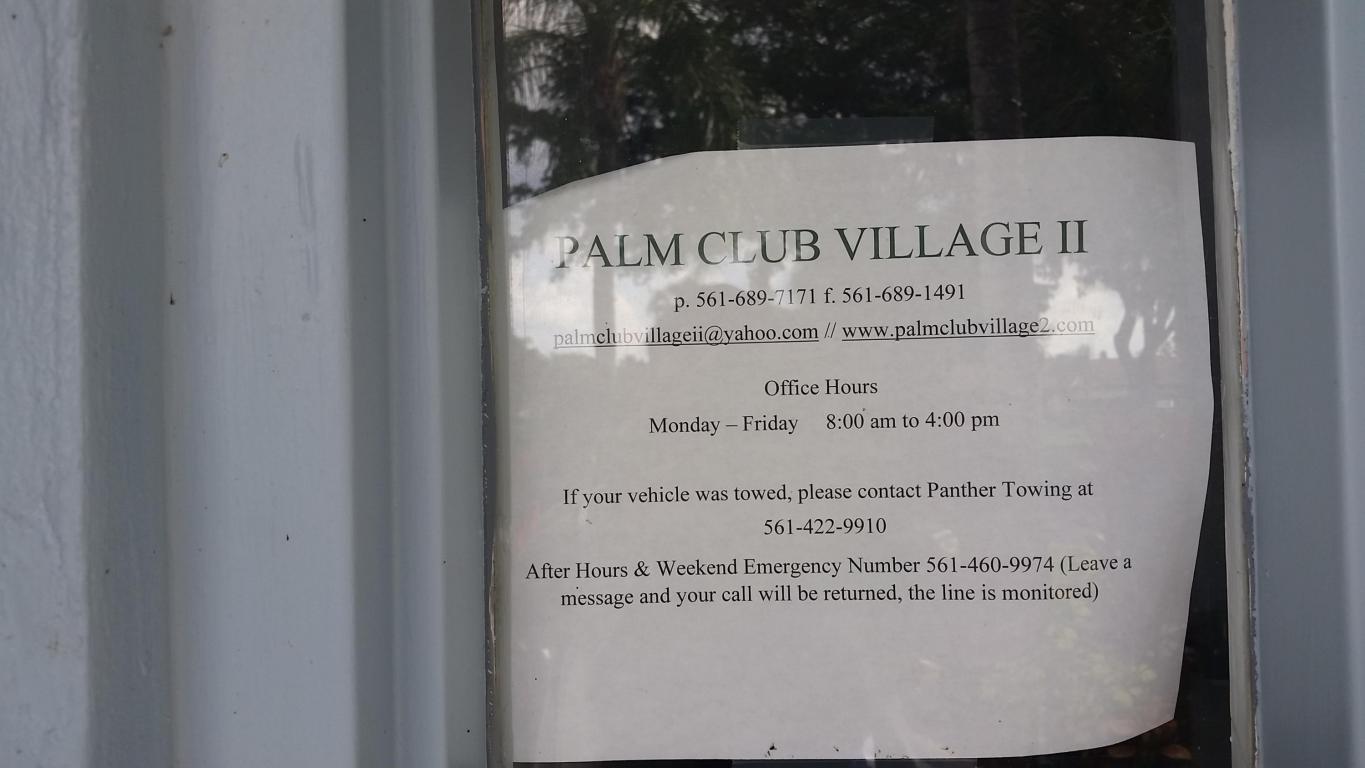 PALM CLUB VILLAGE II
p. 561-689-7171 f. 561-689-1491
palmclubvillageii@yahoo.com // www.palmclubvillage2.com
Office Hours
Monday – Friday 8:00 am to 4:00 pm
If your vehicle was towed, please contact Panther Towing at
561-422-9910
After Hours & Weekend Emergency Number 561-460-9974 (Leave a
message and your call will be returned, the line is monitored)